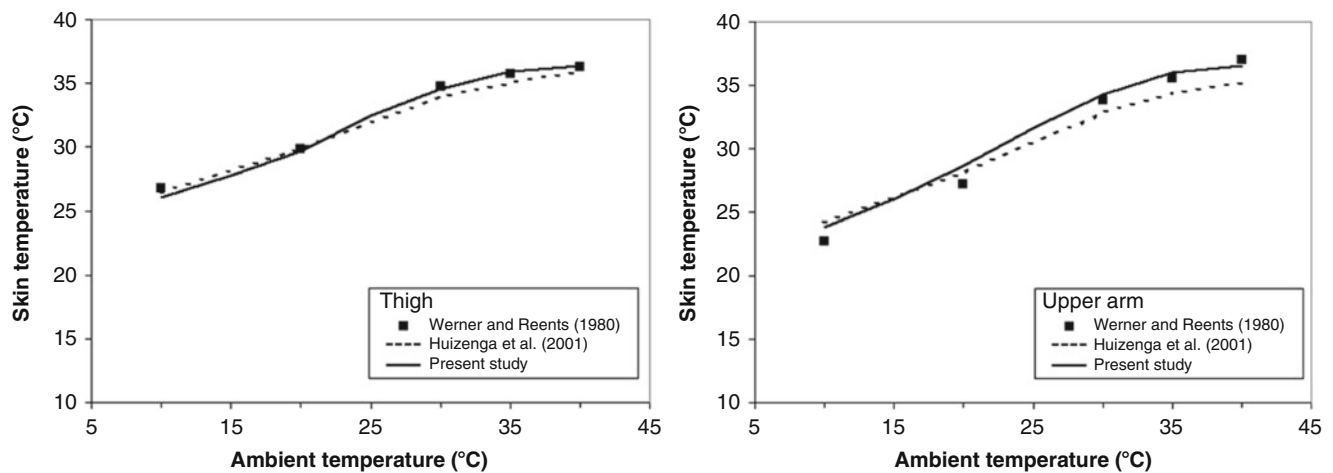 40
35
30
25
20
15
10
Skin temperature (°C)
Thigh
Werner and Reents (1980)
Huizenga et al. (2001)
Present study
5
15
25
35
45
Ambient temperature (°C)
40
35
30
25
20
15
10
Skin temperature (°C)
Upper arm
Werner and Reents (1980)
Huizenga et al. (2001)
Present study
5
15
25
35
45
Ambient temperature (°C)